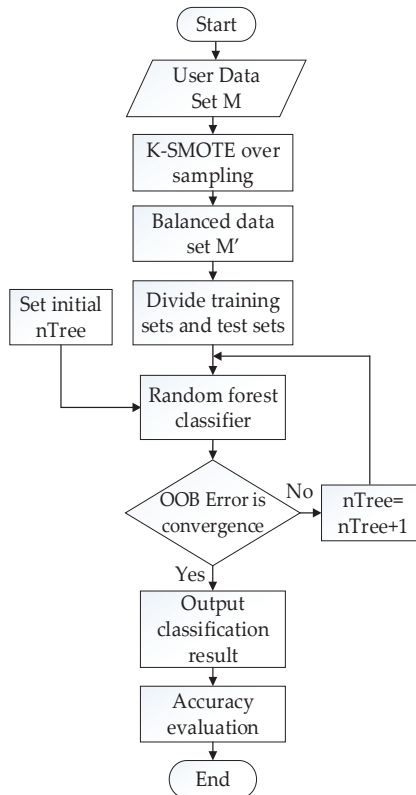 Start
User Data
Set M
K-SMOTE over
sampling
Balanced data
set M'
Set initial
nTree
Divide training
sets and test sets
Random forest
classifier
OOB Error is
convergence
No
nTree=
nTree+1
Yes
Output
classification
result
Accuracy
evaluation
End